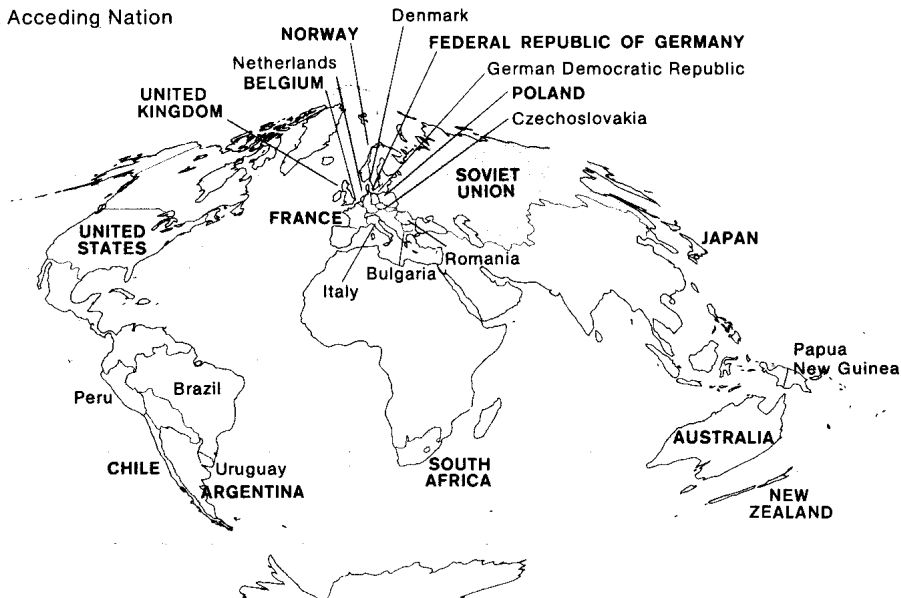 Acceding Nation
Denmark
NORWAY
FEDERAL REPUBLIC OF GERMANY
Netherlands
German Democratic Republic
BELGIUM
UNITED
KINGDOM
POLAND
Czechoslovakia
SOVIET
UNION
FRANCE
UNITED
STATES
JAPAN
Romania
Bulgaria
Italy
Papua
New Guinea
Peru
Brazil
AUSTRALIA
CHILE
Uruguay
SOUTH
AFRICA
ARGENTINA
NEW
ZEALAND